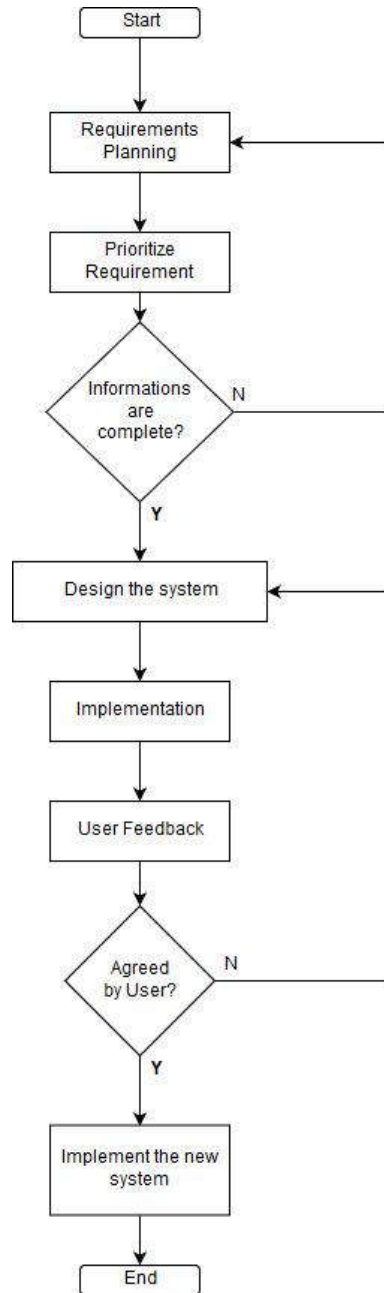 Start
Requirements
Planning
Prioritize
Requirement
Informations
are
complete?
N
Y
Design the system
Implementation
User Feedback
Agreed
by User?
N
Y
Implement the new
system
End